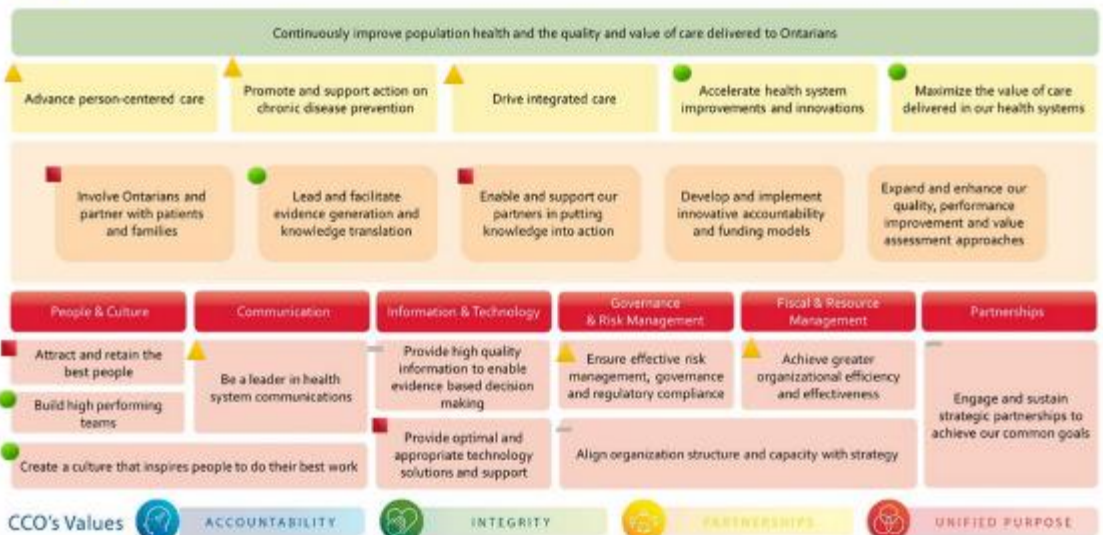 Continuously improve population health and the quality and value of care delivered to Ontarians
Advance person-centered care
Promote and support action on
chronic disease prevention
Drive integrated care
Accelerate health system
improvements and innovations
Maximize the value of care
delivered in our health systems
Involve Ontarians and
partner with patients
and families
Lead and facilitate
evidence generation and
knowledge translation
Enable and support our
partners in putting
knowledge into action
Develop and implement
innovative accountability
and funding models
Expand and enhance our
quality, performance
improvement and value
assessment approaches
People & Culture
Communication
Information & Technology
Governance
& Risk Management
Fiscal & Resource
Management
Partnerships
Attract and retain the
best people
Build high performing
teams
Create a culture that inspires people to do their best work
Be a leader in health
system communications
Provide high quality
information to enable
evidence based decision
making
Provide optimal and
appropriate technology
solutions and support
Ensure effective risk
management, governance
and regulatory compliance
Achieve greater
organizational efficiency
and effectiveness
Align organization structure and capacity with strategy
Engage and sustain
strategic partnerships to
achieve our common goals
CCO's Values
ACCOUNTABILITY
INTEGRITY
PARTNERSHIPS
UNIFIED PURPOSE